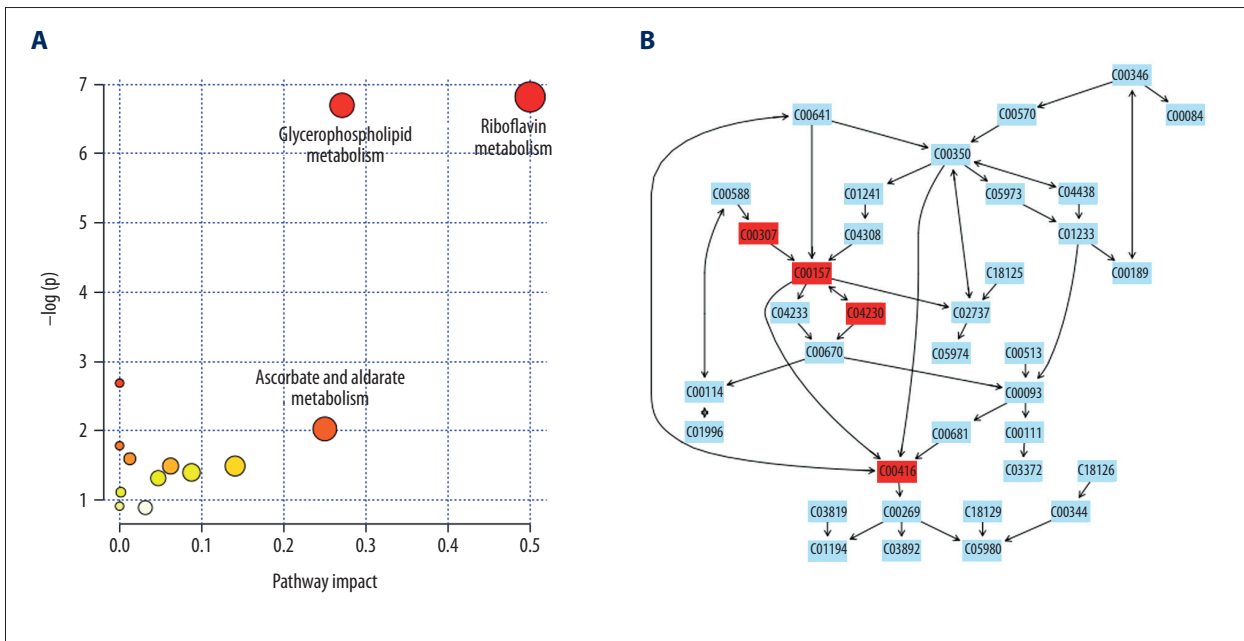 A
7
6
5
4
3
2
1
–log (p)
Glycerophospholipid
metabolism
Riboflavin
metabolism
Ascorbate and aldarate
metabolism
0.0 0.1 0.2 0.3 0.4 0.5
Pathway impact
B
C00346
C00641 C00570 C00084
C00350
C00588 C01241 C05973 C04438
C00307 C04308 C01233
C00157 C18125 C00189
C04233 C04230 C02737
C00670 C05974 C00513
C00114 C00093
C01996 C00681 C00111
C00416 C03372 C18126
C03819 C00269 C18129 C00344
C01194 C03892 C05980